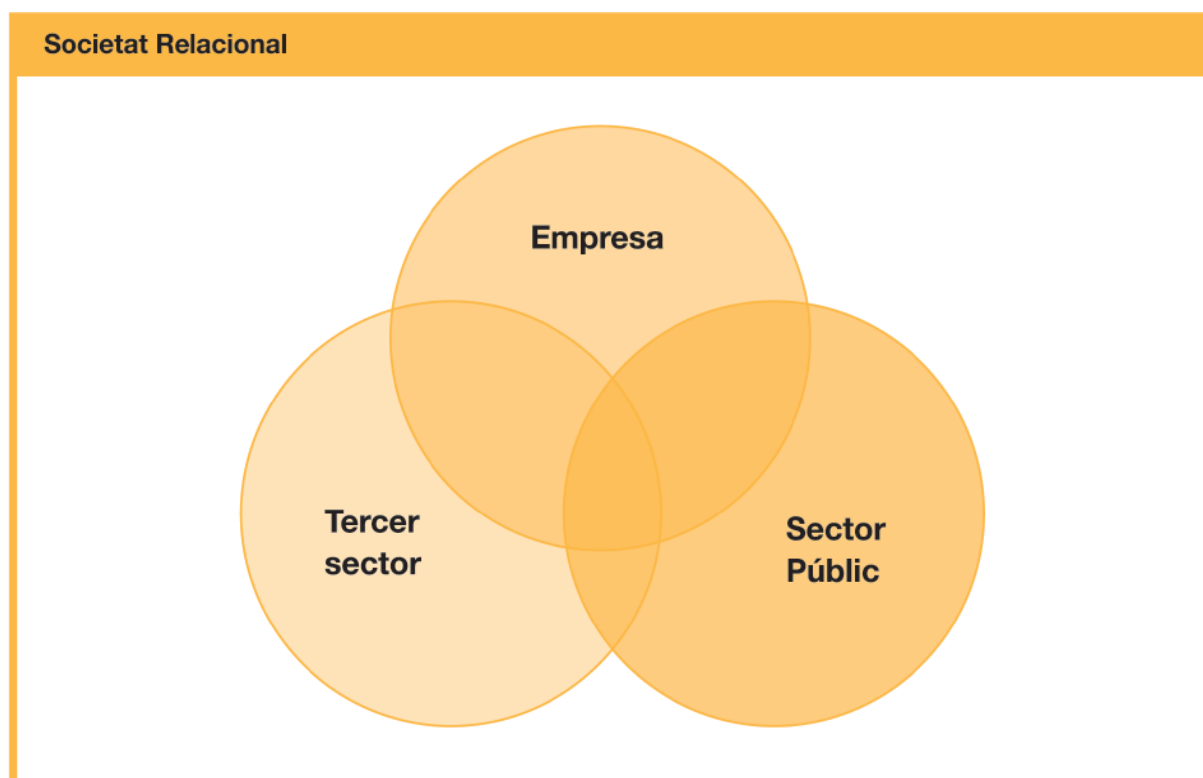 Societat Relacional
Empresa
Tercer
sector
Sector
Públic